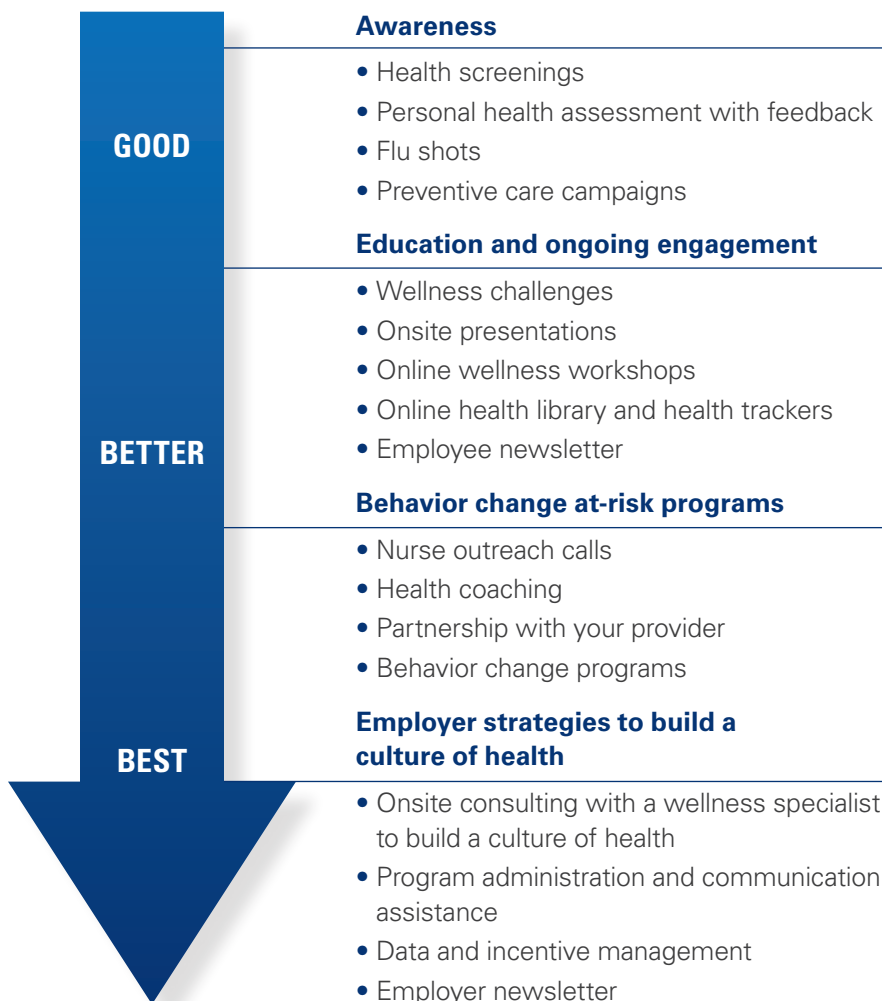 Awareness
• Health screenings
• Personal health assessment with feedback
GOOD
• Flu shots
• Preventive care campaigns
Education and ongoing engagement
• Wellness challenges
• Onsite presentations
• Online wellness workshops
• Online health library and health trackers
BETTER
• Employee newsletter
Behavior change at-risk programs
• Nurse outreach calls
• Health coaching
• Partnership with your provider
• Behavior change programs
Employer strategies to build a
culture of health
BEST
• Onsite consulting with a wellness specialist
to build a culture of health
• Program administration and communication
assistance
• Data and incentive management
• Employer newsletter